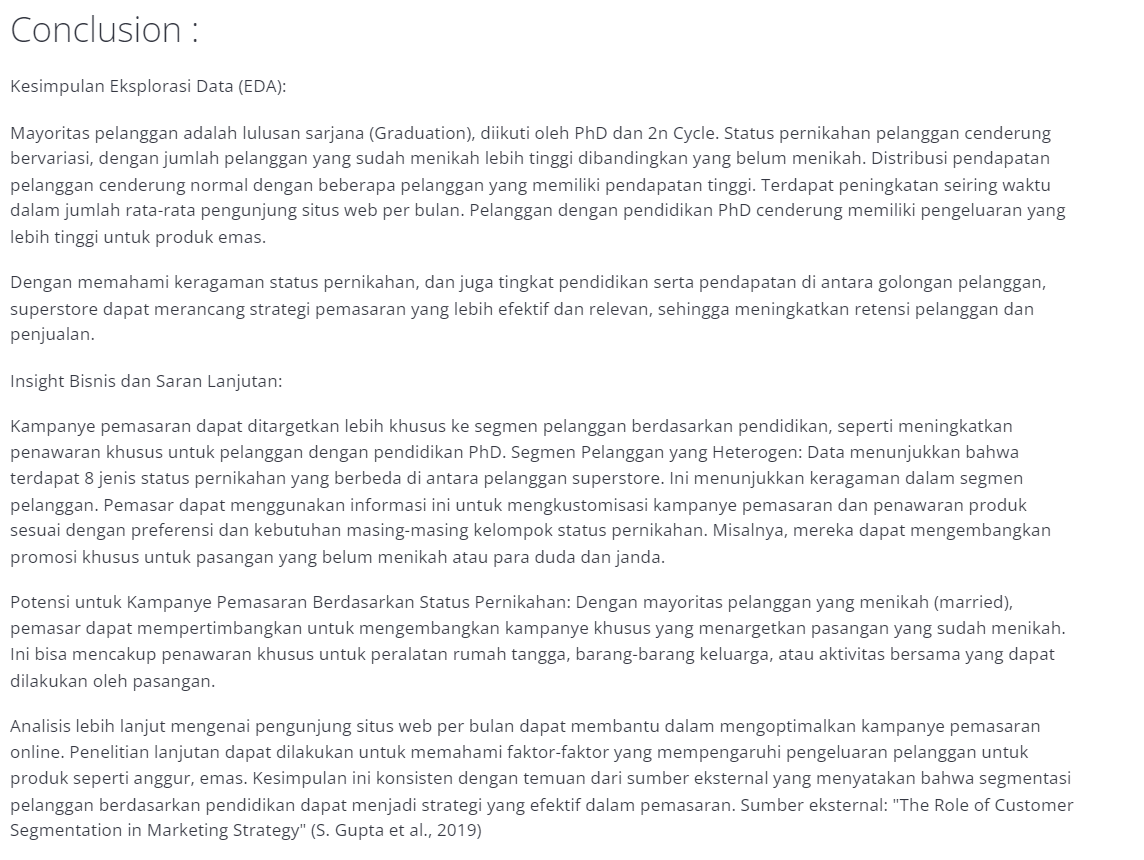 Conclusion :
Kesimpulan Eksplorasi Data (EDA):
Mayoritas pelanggan adalah lulusan sarjana (Graduation), diikuti oleh PhD dan 2n Cycle. Status pernikahan pelanggan cenderung
bervariasi, dengan jumlah pelanggan yang sudah menikah lebih tinggi dibandingkan yang belum menikah. Distribusi pendapatan
pelanggan cenderung normal dengan beberapa pelanggan yang memiliki pendapatan tinggi. Terdapat peningkatan seiring waktu
dalam jumlah rata-rata pengunjung situs web per bulan. Pelanggan dengan pendidikan PhD cenderung memiliki pengeluaran yang
lebih tinggi untuk produk emas.
Dengan memahami keragaman status pernikahan, dan juga tingkat pendidikan serta pendapatan di antara golongan pelanggan,
superstore dapat merancang strategi pemasaran yang lebih efektif dan relevan, sehingga meningkatkan retensi pelanggan dan
penjualan.
Insight Bisnis dan Saran Lanjutan:
Kampanye pemasaran dapat ditargetkan lebih khusus ke segmen pelanggan berdasarkan pendidikan, seperti meningkatkan
penawaran khusus untuk pelanggan dengan pendidikan PhD. Segmen Pelanggan yang Heterogen: Data menunjukkan bahwa
terdapat 8 jenis status pernikahan yang berbeda di antara pelanggan superstore. Ini menunjukkan keragaman dalam segmen
pelanggan. Pemasar dapat menggunakan informasi ini untuk mengkustomisasi kampanye pemasaran dan penawaran produk
sesuai dengan preferensi dan kebutuhan masing-masing kelompok status pernikahan. Misalnya, mereka dapat mengembangkan
promosi khusus untuk pasangan yang belum menikah atau para duda dan janda.
Potensi untuk Kampanye Pemasaran Berdasarkan Status Pernikahan: Dengan mayoritas pelanggan yang menikah (married),
pemasar dapat mempertimbangkan untuk mengembangkan kampanye khusus yang menargetkan pasangan yang sudah menikah.
Ini bisa mencakup penawaran khusus untuk peralatan rumah tangga, barang-barang keluarga, atau aktivitas bersama yang dapat
dilakukan oleh pasangan.
Analisis lebih lanjut mengenai pengunjung situs web per bulan dapat membantu dalam mengoptimalkan kampanye pemasaran
online. Penelitian lanjutan dapat dilakukan untuk memahami faktor-faktor yang mempengaruhi pengeluaran pelanggan untuk
produk seperti anggur, emas. Kesimpulan ini konsisten dengan temuan dari sumber eksternal yang menyatakan bahwa segmentasi
pelanggan berdasarkan pendidikan dapat menjadi strategi yang efektif dalam pemasaran. Sumber eksternal: "The Role of Customer
Segmentation in Marketing Strategy" (S. Gupta et al., 2019)